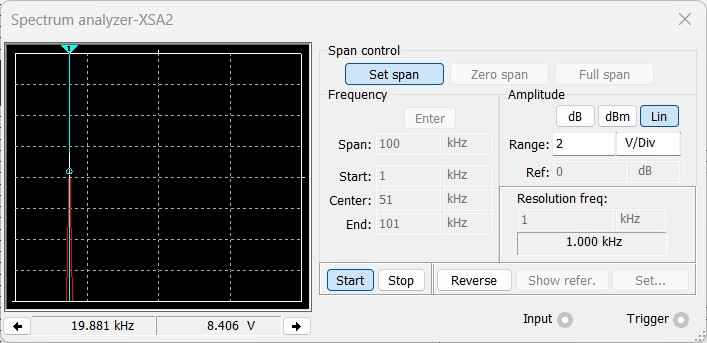 Spectrum analyzer-XSA2
1
Span control
Set span Zero span Full span
Frequency
Enter
Span: 100 kHz
Start: 1 kHz
Center: 51 kHz
End: 101 kHz
Amplitude
dB dBm Lin
Range: 2 V/Div
Ref: 0 dB
Resolution freq:
1 kHz
1.000 kHz
Start Stop Reverse Show refer. Set...
19.881 kHz 8.406 V
Input Trigger